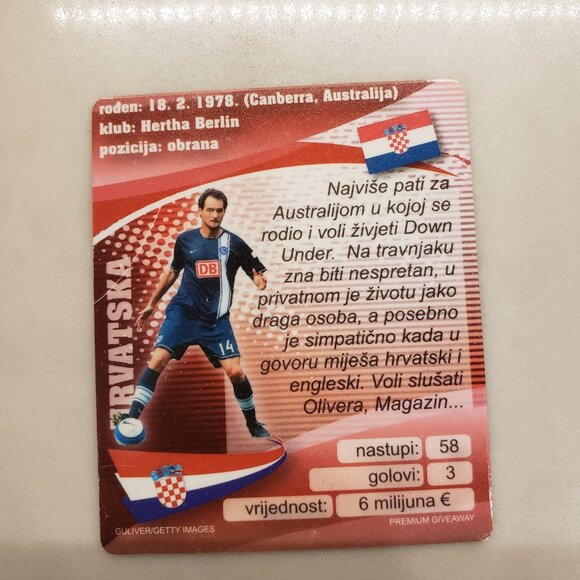 rođen: 18. 2. 1978. (Canberra, Australija)
klub: Hertha Berlin
pozicija: obrana
Najviše pati za
Australijom u kojoj se
rodio i voli živjeti Down
Under. Na travnjaku
zna biti nespretan, u
privatnom je životu jako
draga osoba, a posebno
je simpatično kada u
govoru miješa hrvatski i
engleski. Voli slušati
Olivera, Magazin...
HRVATSKA
DB
14
nastupi: 58
golovi: 3
vrijednost: 6 milijuna €
GULIVER/GETTY IMAGES
PREMIUM GIVEAWAY